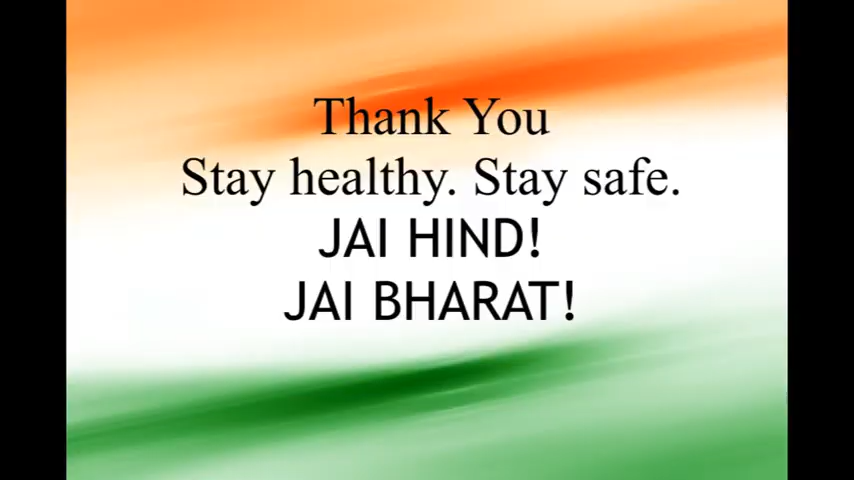 Thank You
Stay healthy. Stay safe.
JAI HIND!
JAI BHARAT!